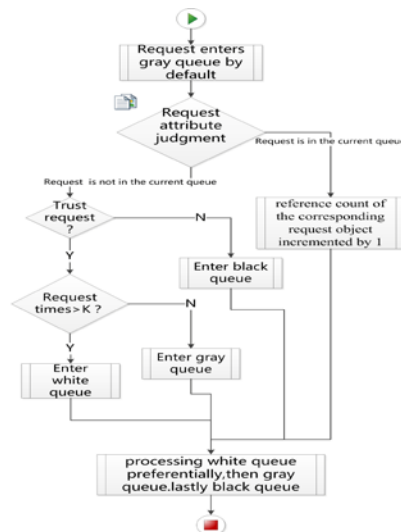 Request enters
gray queue by
default
Request
attribute
judgment
Request is in the current queue
Request is not in the current queue
Trust
request
?
N
reference count of
the corresponding
request object
incremented by 1
Y
Enter black
queue
Request
times>K ?
N
Y
Enter gray
queue
Enter
white
queue
processing white queue
preferentially,then gray
queue.lastly black queue